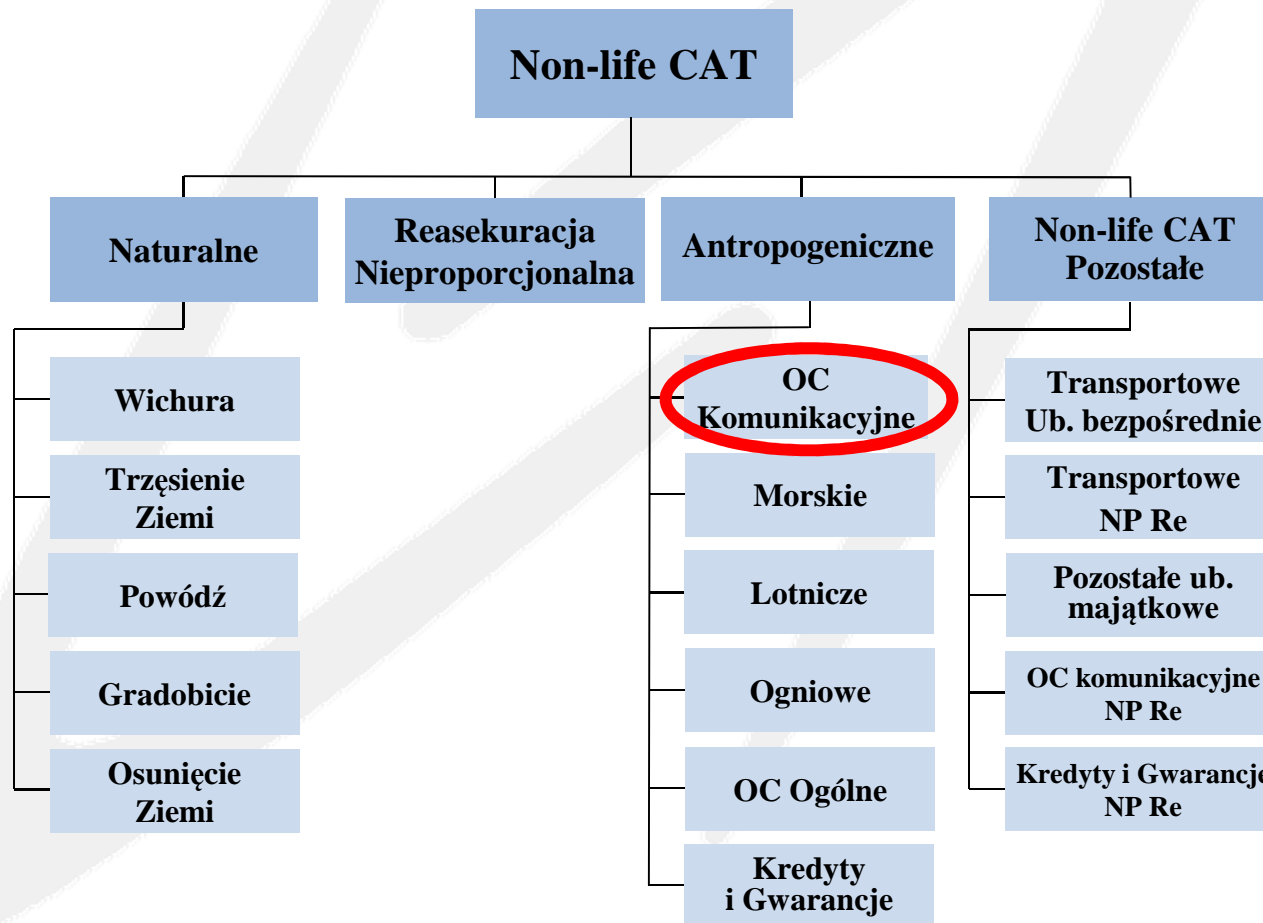 Non-life CAT
Naturalne
Reasekuracja
Nieproporcjonalna
Antropogeniczne
Non-life CAT
Pozostałe
Wichura
Trzęsienie
Ziemi
Powódź
Gradobicie
Osunięcie
Ziemi
OC
Komunikacyjne
Morskie
Lotnicze
Ogniowe
OC Ogólne
Kredyty
i Gwarancje
Transportowe
Ub. bezpośrednie
Transportowe
NP Re
Pozostałe ub.
majątkowe
OC komunikacyjne
NP Re
Kredyty i Gwarancje
NP Re